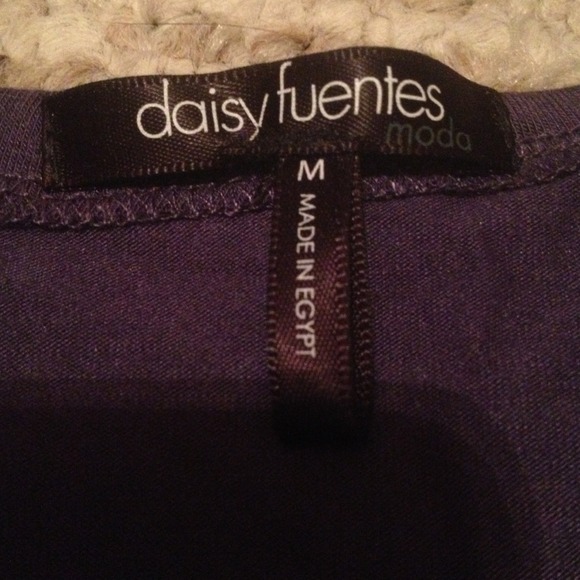 daisy fuentes
moda
M
MADE IN EGYPT